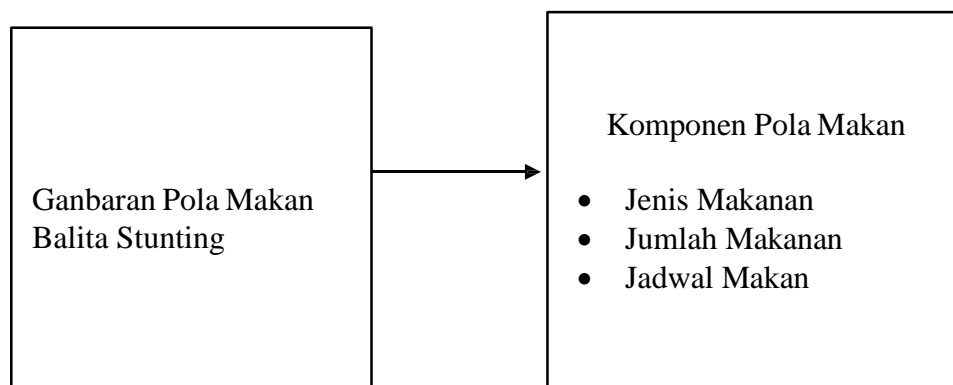 Ganbaran Pola Makan
Balita Stunting
Komponen Pola Makan
• Jenis Makanan
• Jumlah Makanan
• Jadwal Makan